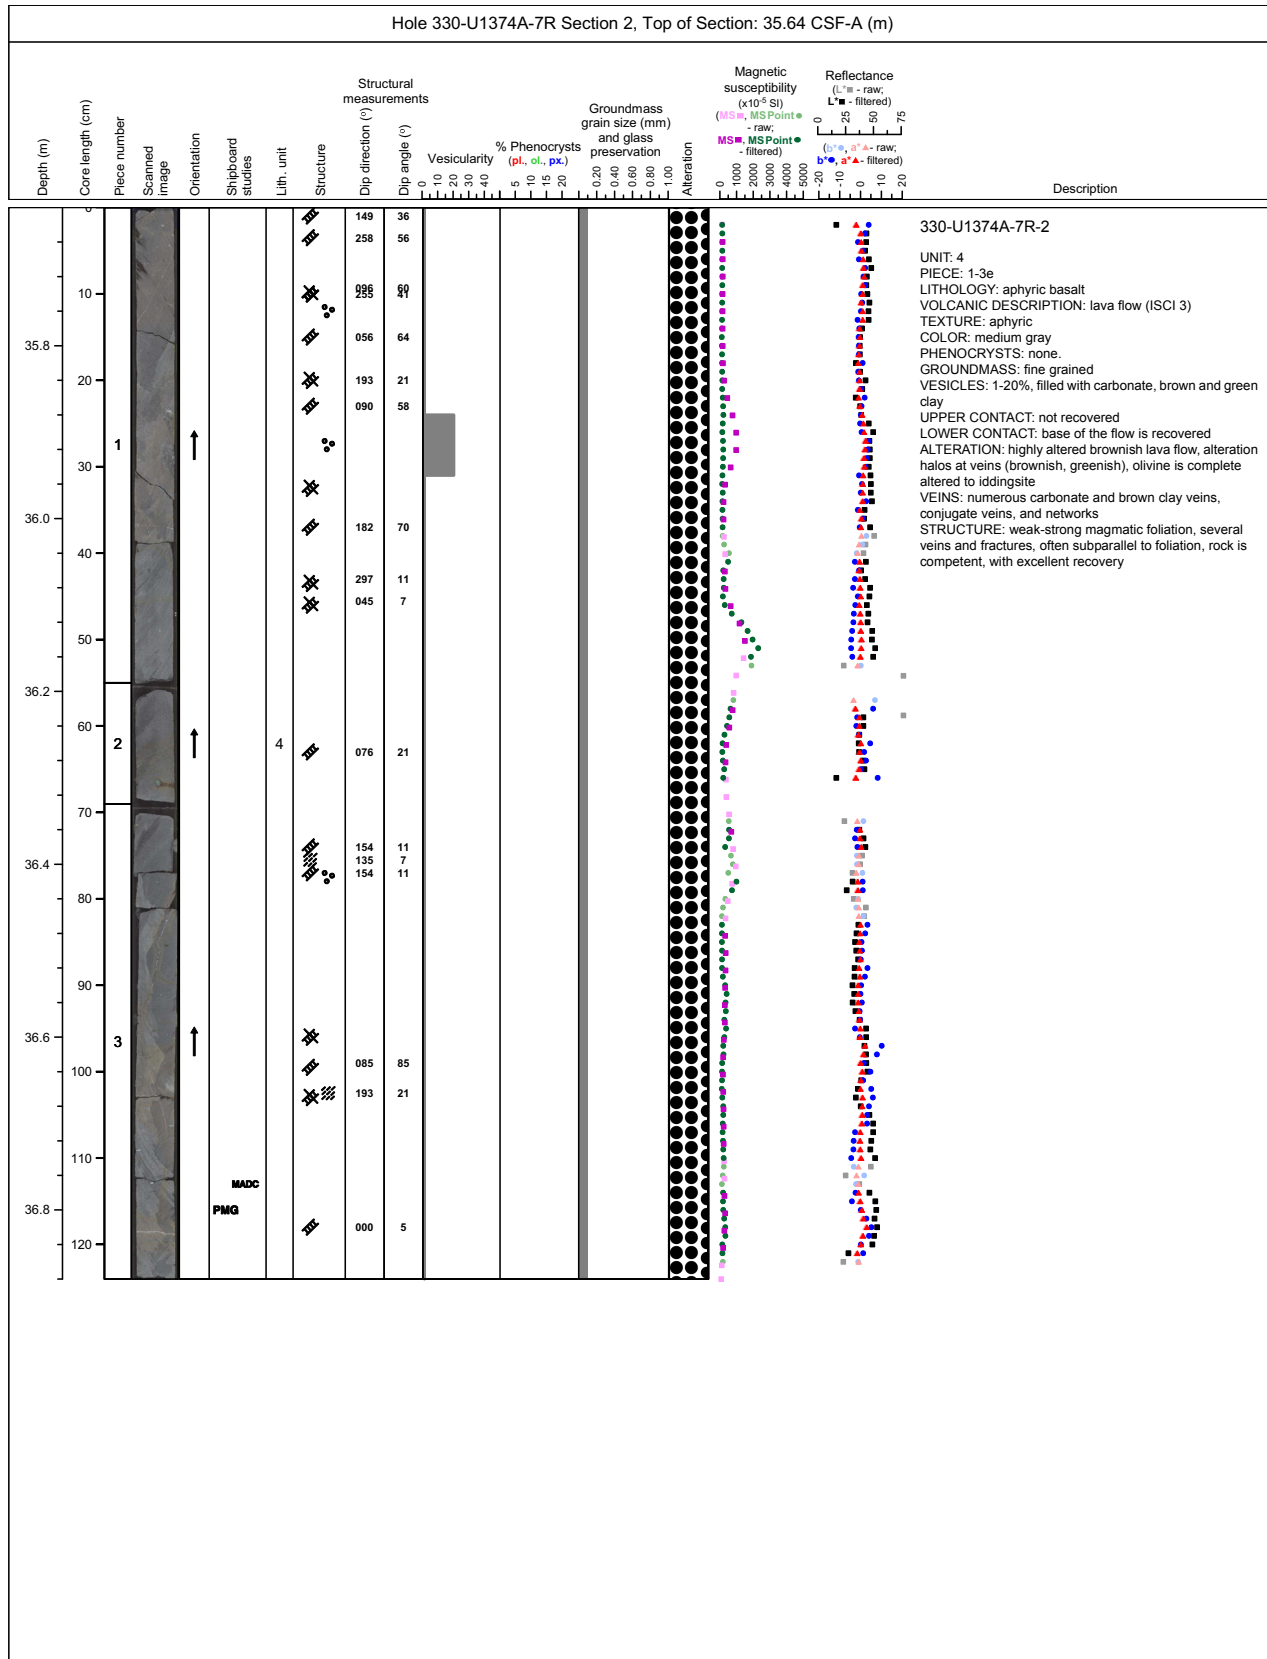 Hole 330-U1374A-7R Section 2, Top of Section: 35.64 CSF-A (m)
Depth (m)
Core length (cm)
Piece number
Scanned image
Orientation
Shipboard studies
Lith. unit
Structure
Structural measurements
Dip direction (°)
Dip angle (°)
Vesicularity
0 10 20 30 40
% Phenocrysts
(pl., ol., px.)
5 10 15 20
Groundmass
grain size (mm)
and glass
preservation
0.20 0.40 0.60 0.80 1.00
Alteration
Magnetic
susceptibility
(x10-5 SI)
(MS■, MSPoint●
- raw;
MS■, MSPoint●
- filtered)
0 1000 2000 3000 4000 5000
Reflectance
(L*■ - raw;
L*■ - filtered)
0 25 50 75
(b*●, a*▲- raw;
b*●, a*▲- filtered)
-20 -10 0 10 20
Description
0
149 36
258 56
096 60
10 255 41
056 64
35.8
20 193 21
090 58
1
30
36.0 182 70
40
297 11
045 7
50
36.2
60
2 4 076 21
70
154 11
36.4 135 7
154 11
80
90
36.6 3
085 85
100
193 21
110
MADC
36.8 PMG
000 5
120
330-U1374A-7R-2
UNIT: 4
PIECE: 1-3e
LITHOLOGY: aphyric basalt
VOLCANIC DESCRIPTION: lava flow (ISCI 3)
TEXTURE: aphyric
COLOR: medium gray
PHENOCRYSTS: none.
GROUNDMASS: fine grained
VESICLES: 1-20%, filled with carbonate, brown and green
clay
UPPER CONTACT: not recovered
LOWER CONTACT: base of the flow is recovered
ALTERATION: highly altered brownish lava flow, alteration
halos at veins (brownish, greenish), olivine is complete
altered to iddingsite
VEINS: numerous carbonate and brown clay veins,
conjugate veins, and networks
STRUCTURE: weak-strong magmatic foliation, several
veins and fractures, often subparallel to foliation, rock is
competent, with excellent recovery